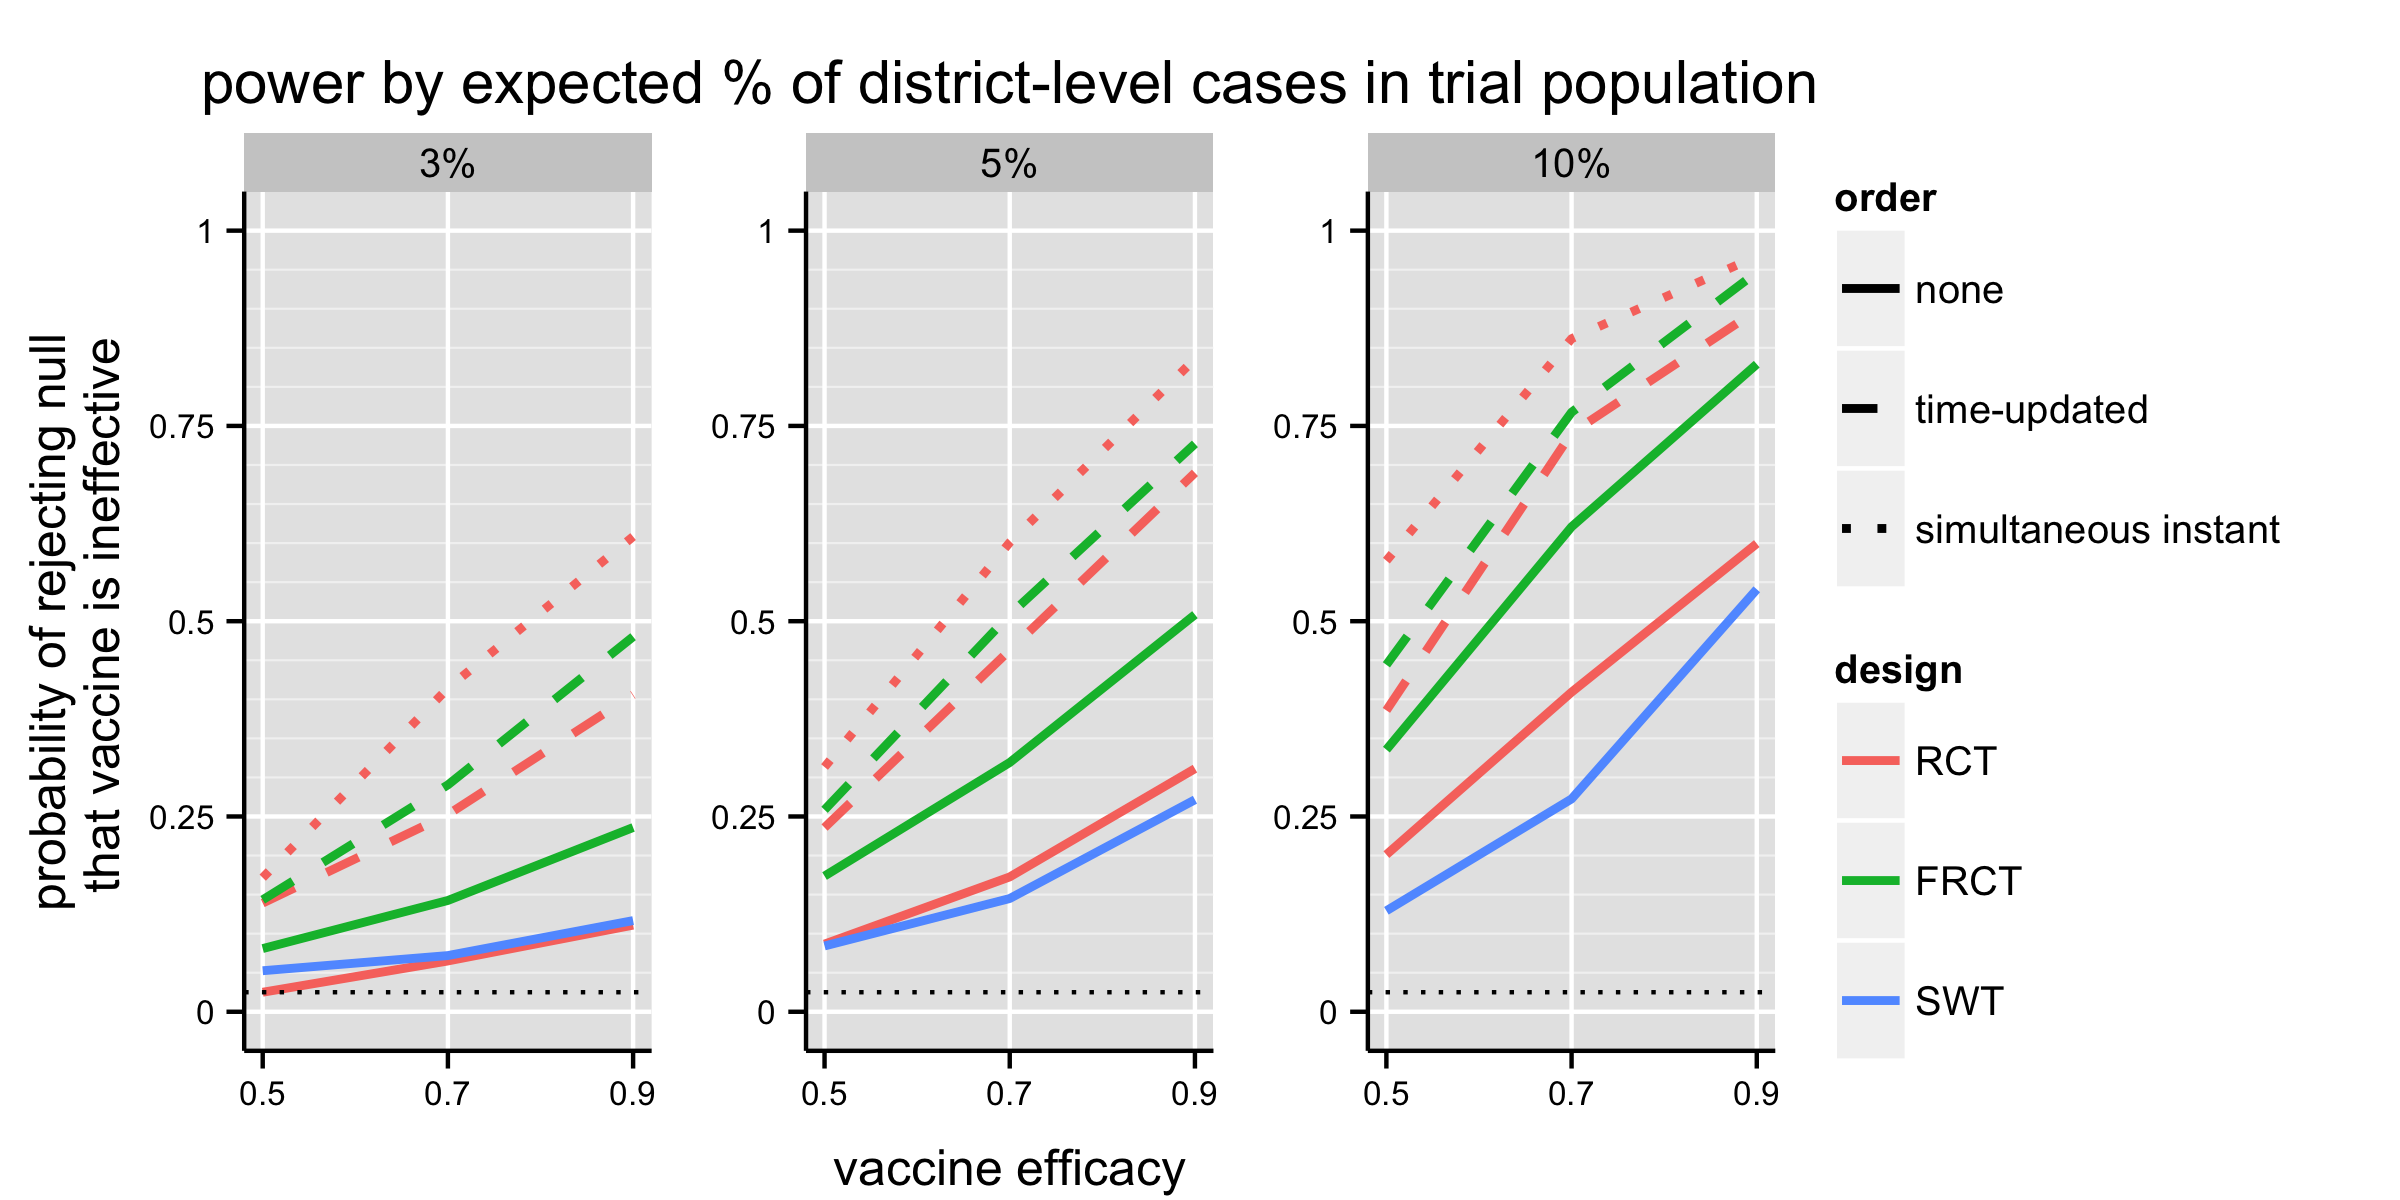 power by expected % of district-level cases in trial population
3%
5%
10%
probability of rejecting null
that vaccine is ineffective
1
0.75
0.5
0.25
0
1
0.75
0.5
0.25
0
1
0.75
0.5
0.25
0
0.5
0.7
0.9
0.5
0.7
0.9
0.5
0.7
0.9
vaccine efficacy
order
none
time-updated
simultaneous instant
design
RCT
FRCT
SWT